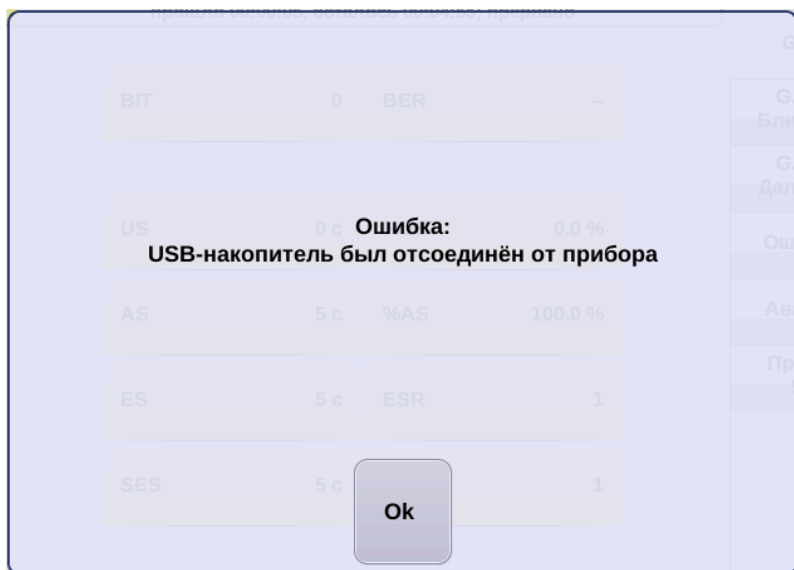 BIT 0 BER –
Ошибка:
US 0 с 0.0 %
USB-накопитель был отсоединён от прибора
AS 5 с %AS 100.0 %
ES 5 с ESR 1
SES 5 с 1
Ok